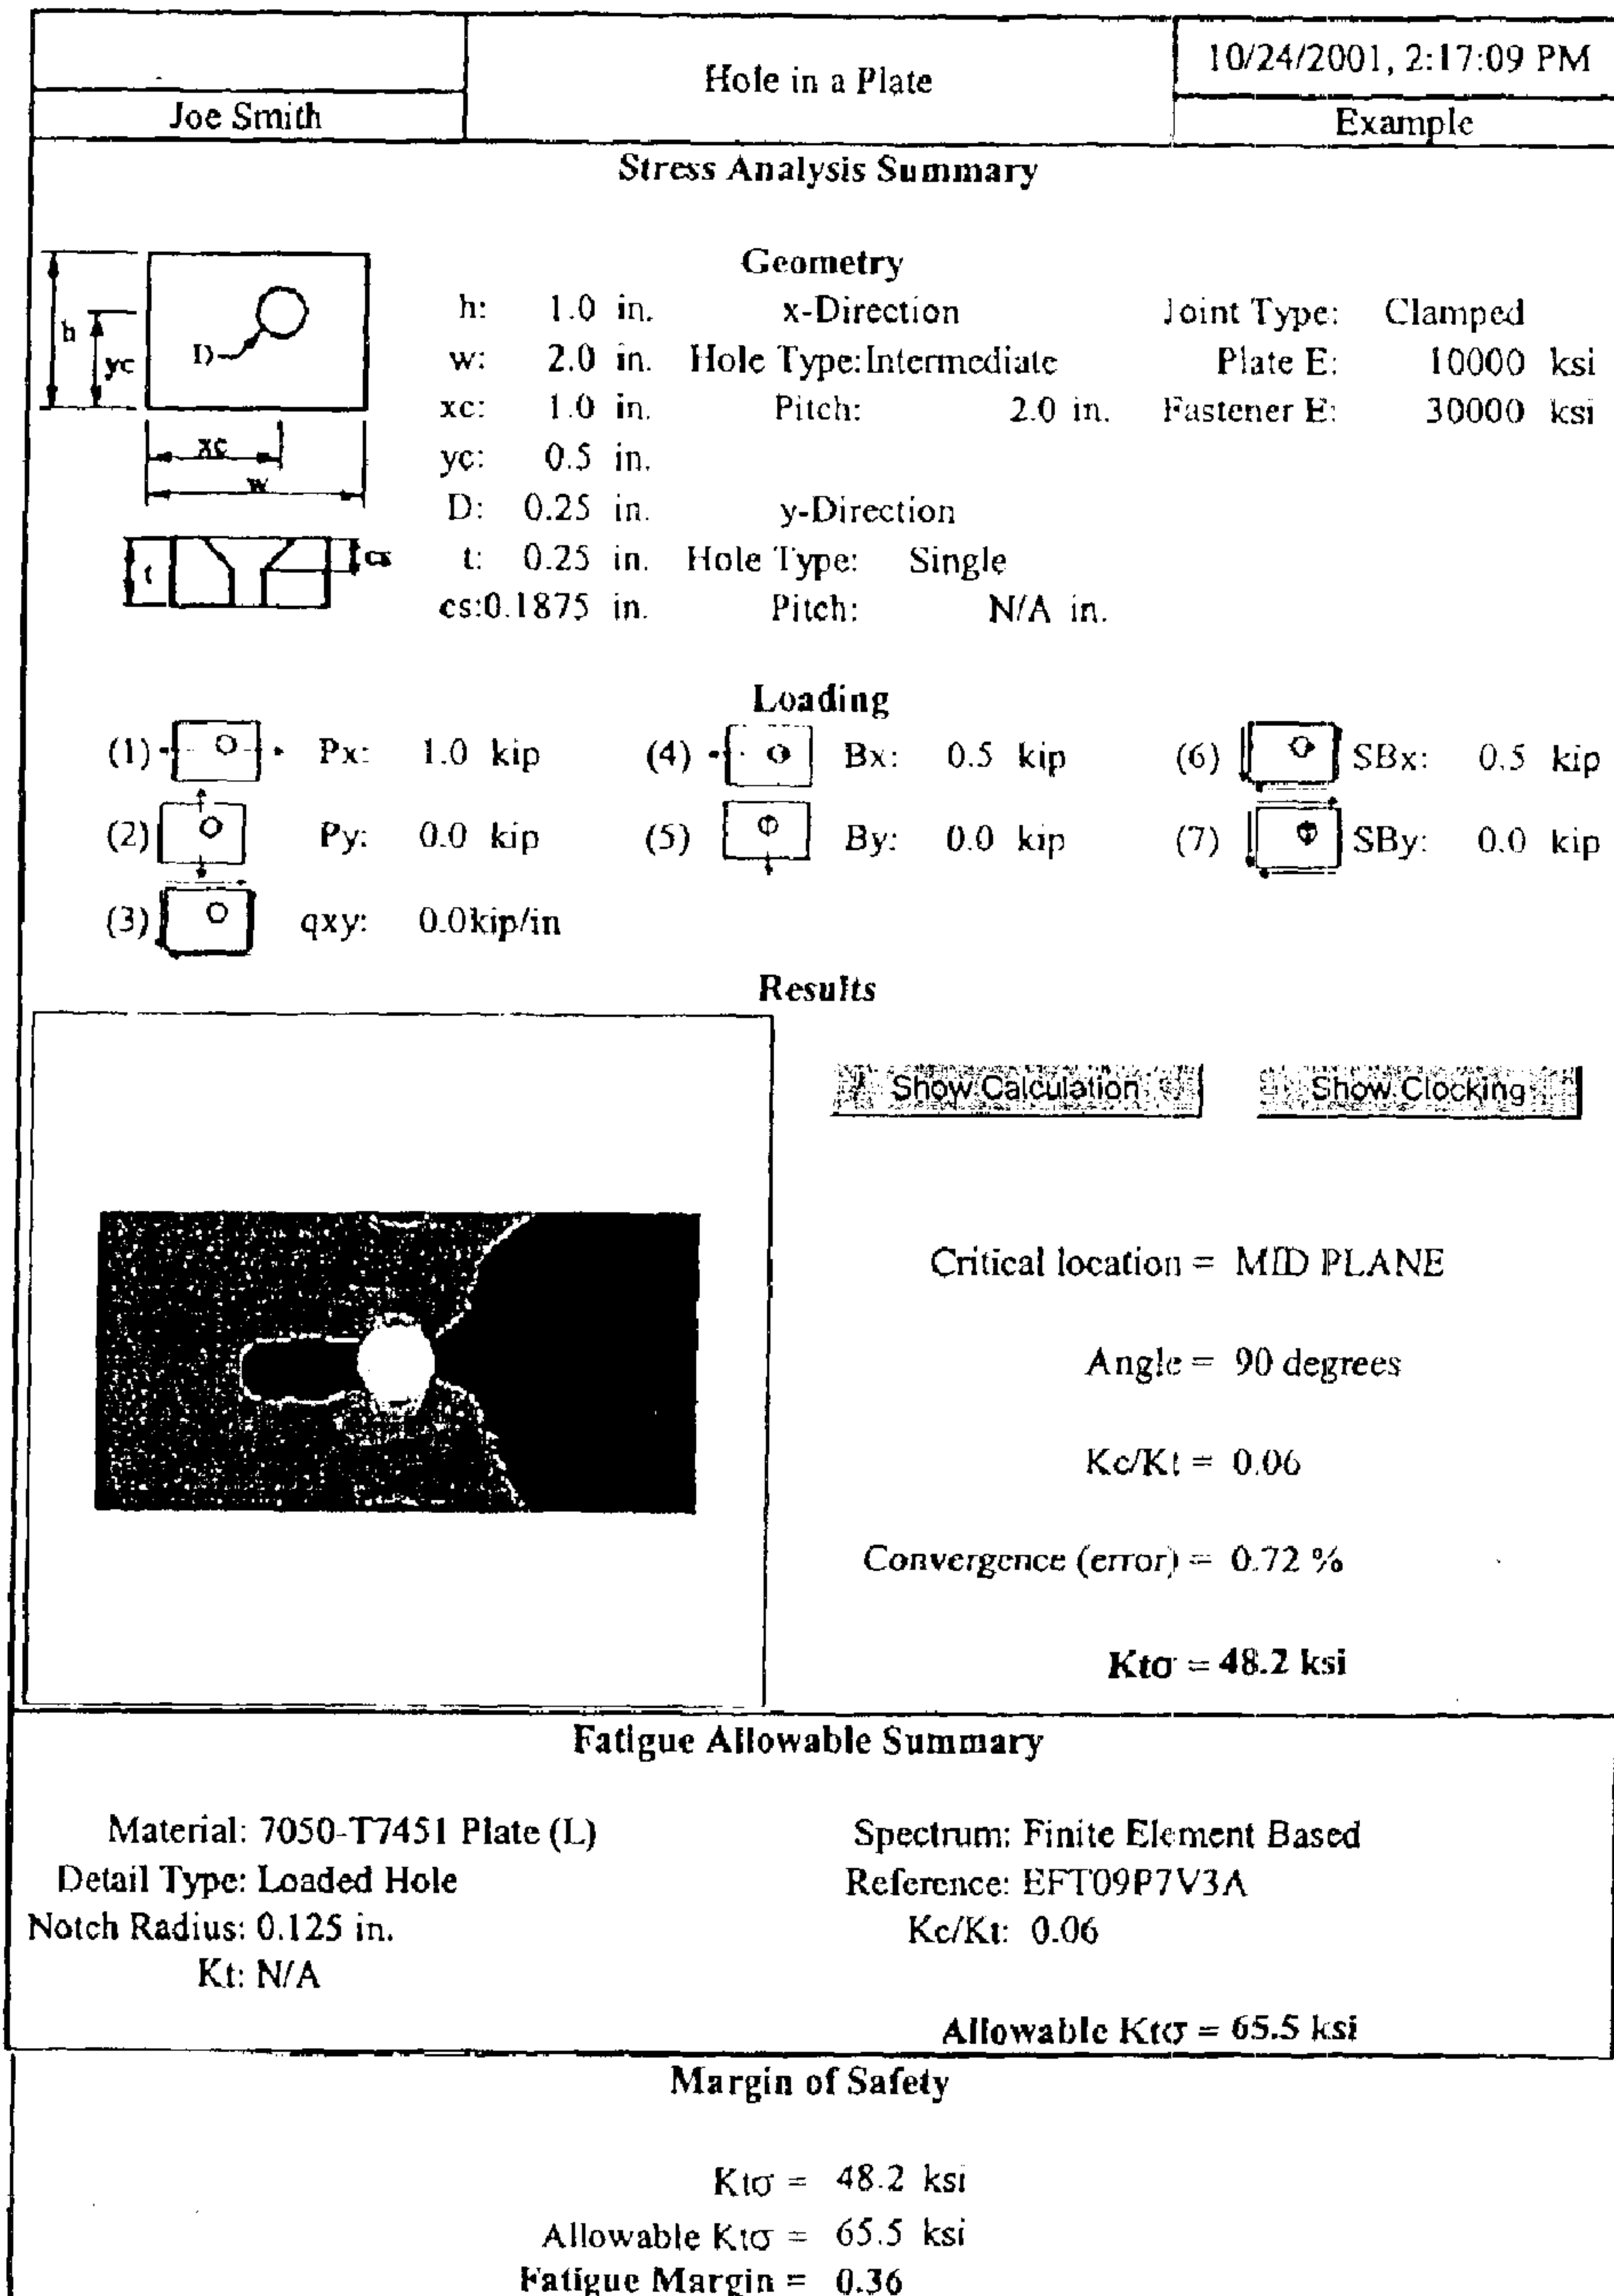 Hole in a Plate
10/24/2001, 2:17:09 PM
Joe Smith
Example
Stress Analysis Summary
Geometry
h: 1.0 in. x-Direction Joint Type: Clamped
w: 2.0 in. Hole Type:Intermediate Plate E: 10000 ksi
xc: 1.0 in. Pitch: 2.0 in. Fastener E: 30000 ksi
yc: 0.5 in.
D: 0.25 in. y-Direction
t: 0.25 in. Hole Type: Single
cs:0.1875 in. Pitch: N/A in.
h
yc
D
xc
w
t
cs
Loading
(1) Px: 1.0 kip (4) Bx: 0.5 kip (6) SBx: 0.5 kip
(2) Py: 0.0 kip (5) By: 0.0 kip (7) SBy: 0.0 kip
(3) qxy: 0.0kip/in
Results
Show Calculation Show Clocking
Critical location = MID PLANE
Angle = 90 degrees
Kc/Kt = 0.06
Convergence (error) = 0.72 %
Ktσ = 48.2 ksi
Fatigue Allowable Summary
Material: 7050-T7451 Plate (L) Spectrum: Finite Element Based
Detail Type: Loaded Hole Reference: EFT09P7V3A
Notch Radius: 0.125 in. Kc/Kt: 0.06
Kt: N/A
Allowable Ktσ = 65.5 ksi
Margin of Safety
Ktσ = 48.2 ksi
Allowable Ktσ = 65.5 ksi
Fatigue Margin = 0.36